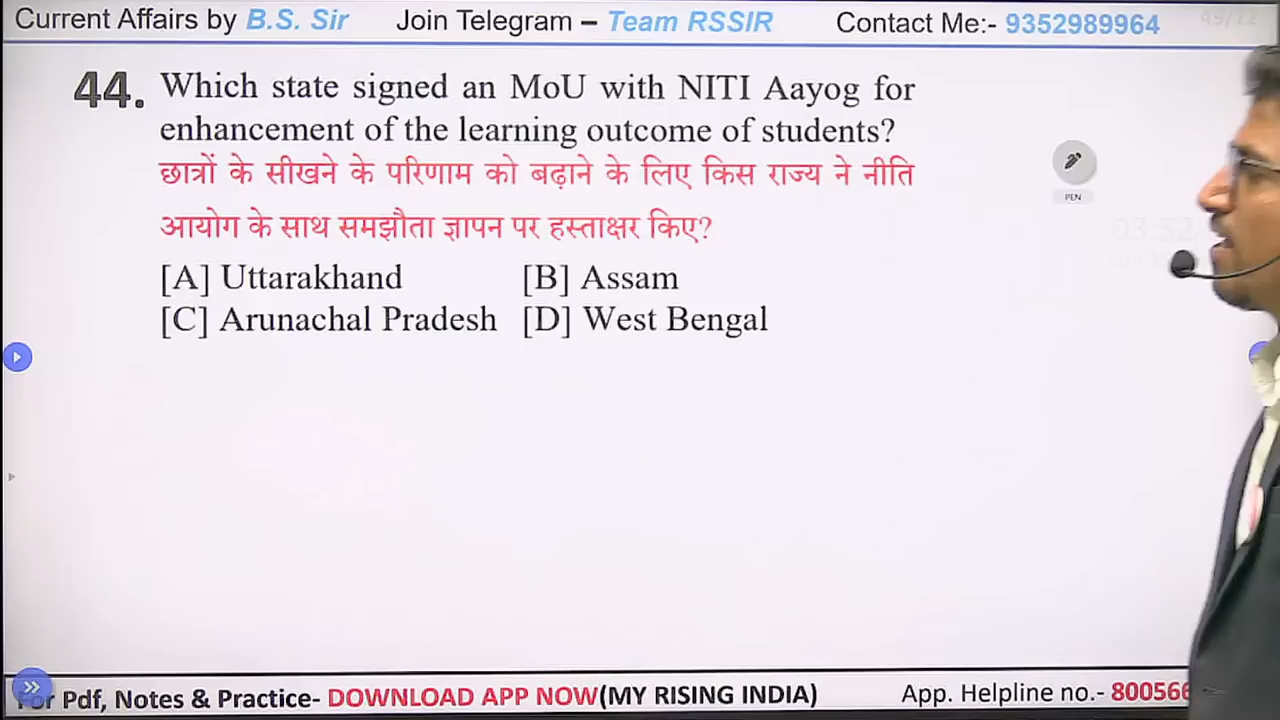 Current Affairs by B.S. Sir Join Telegram – Team RSSIR Contact Me:- 9352989964
44. Which state signed an MoU with NITI Aayog for
enhancement of the learning outcome of students?
छात्रों के सीखने के परिणाम को बढ़ाने के लिए किस राज्य ने नीति
आयोग के साथ समझौता ज्ञापन पर हस्ताक्षर किए?
PEN
[A] Uttarakhand [B] Assam
[C] Arunachal Pradesh [D] West Bengal
For Pdf, Notes & Practice- DOWNLOAD APP NOW(MY RISING INDIA) App. Helpline no.- 800566